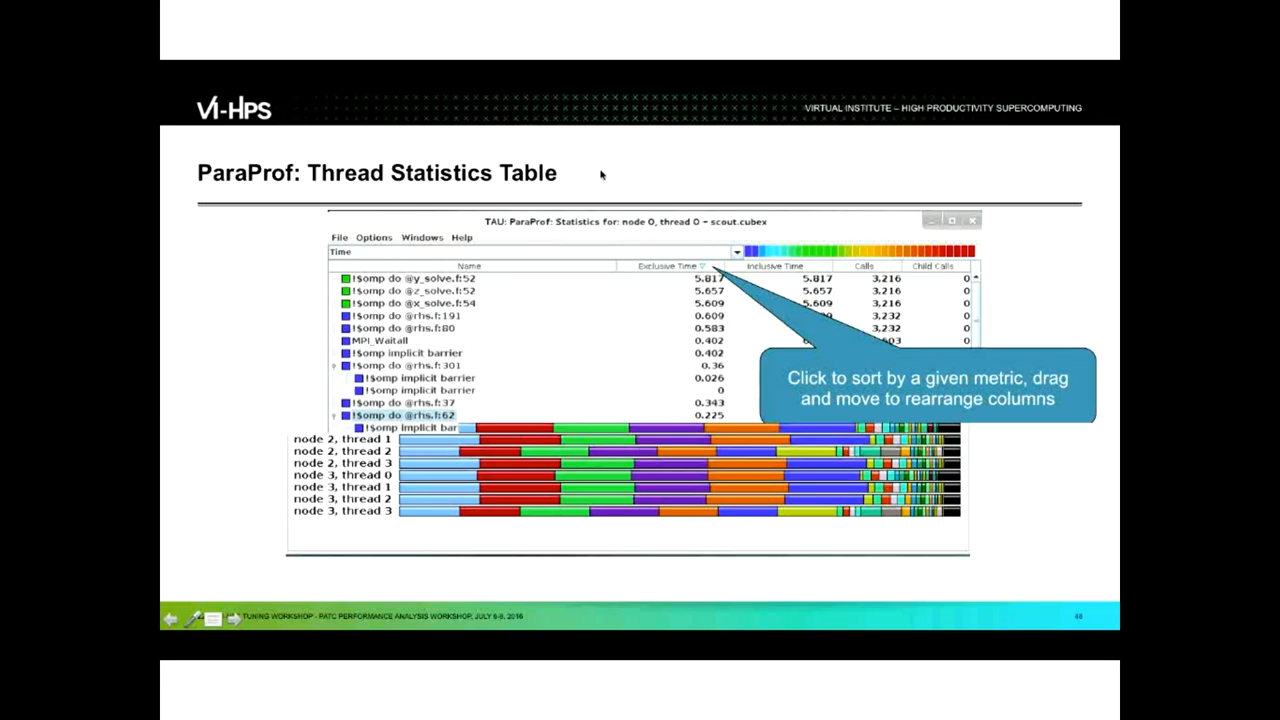 VI-HPS
VIRTUAL INSTITUTE – HIGH PRODUCTIVITY SUPERCOMPUTING
ParaProf: Thread Statistics Table
TAU: ParaProf: Statistics for: node 0, thread 0 – scout.cubex
File Options Windows Help
Time
Name Exclusive Time Inclusive Time Calls Child Calls
!$omp do @y_solve.f:52 5.817 5.817 3,216 0
!$omp do @z_solve.f:52 5.657 5.657 3,216 0
!$omp do @x_solve.f:54 5.609 5.609 3,216 0
!$omp do @rhs.f:191 0.609 3,232 0
!$omp do @rhs.f:80 0.583 3,232 0
MPI_Waitall 0.402 0
!$omp implicit barrier 0.402
!$omp do @rhs.f:301 0.36
!$omp implicit barrier 0.026
!$omp implicit barrier 0
!$omp do @rhs.f:37 0.343
!$omp do @rhs.f:62 0.225
!$omp implicit bar
Click to sort by a given metric, drag
and move to rearrange columns
node 2, thread 1
node 2, thread 2
node 2, thread 3
node 3, thread 0
node 3, thread 1
node 3, thread 2
node 3, thread 3
TUNING WORKSHOP - PATC PERFORMANCE ANALYSIS WORKSHOP, JULY 6-8, 2016